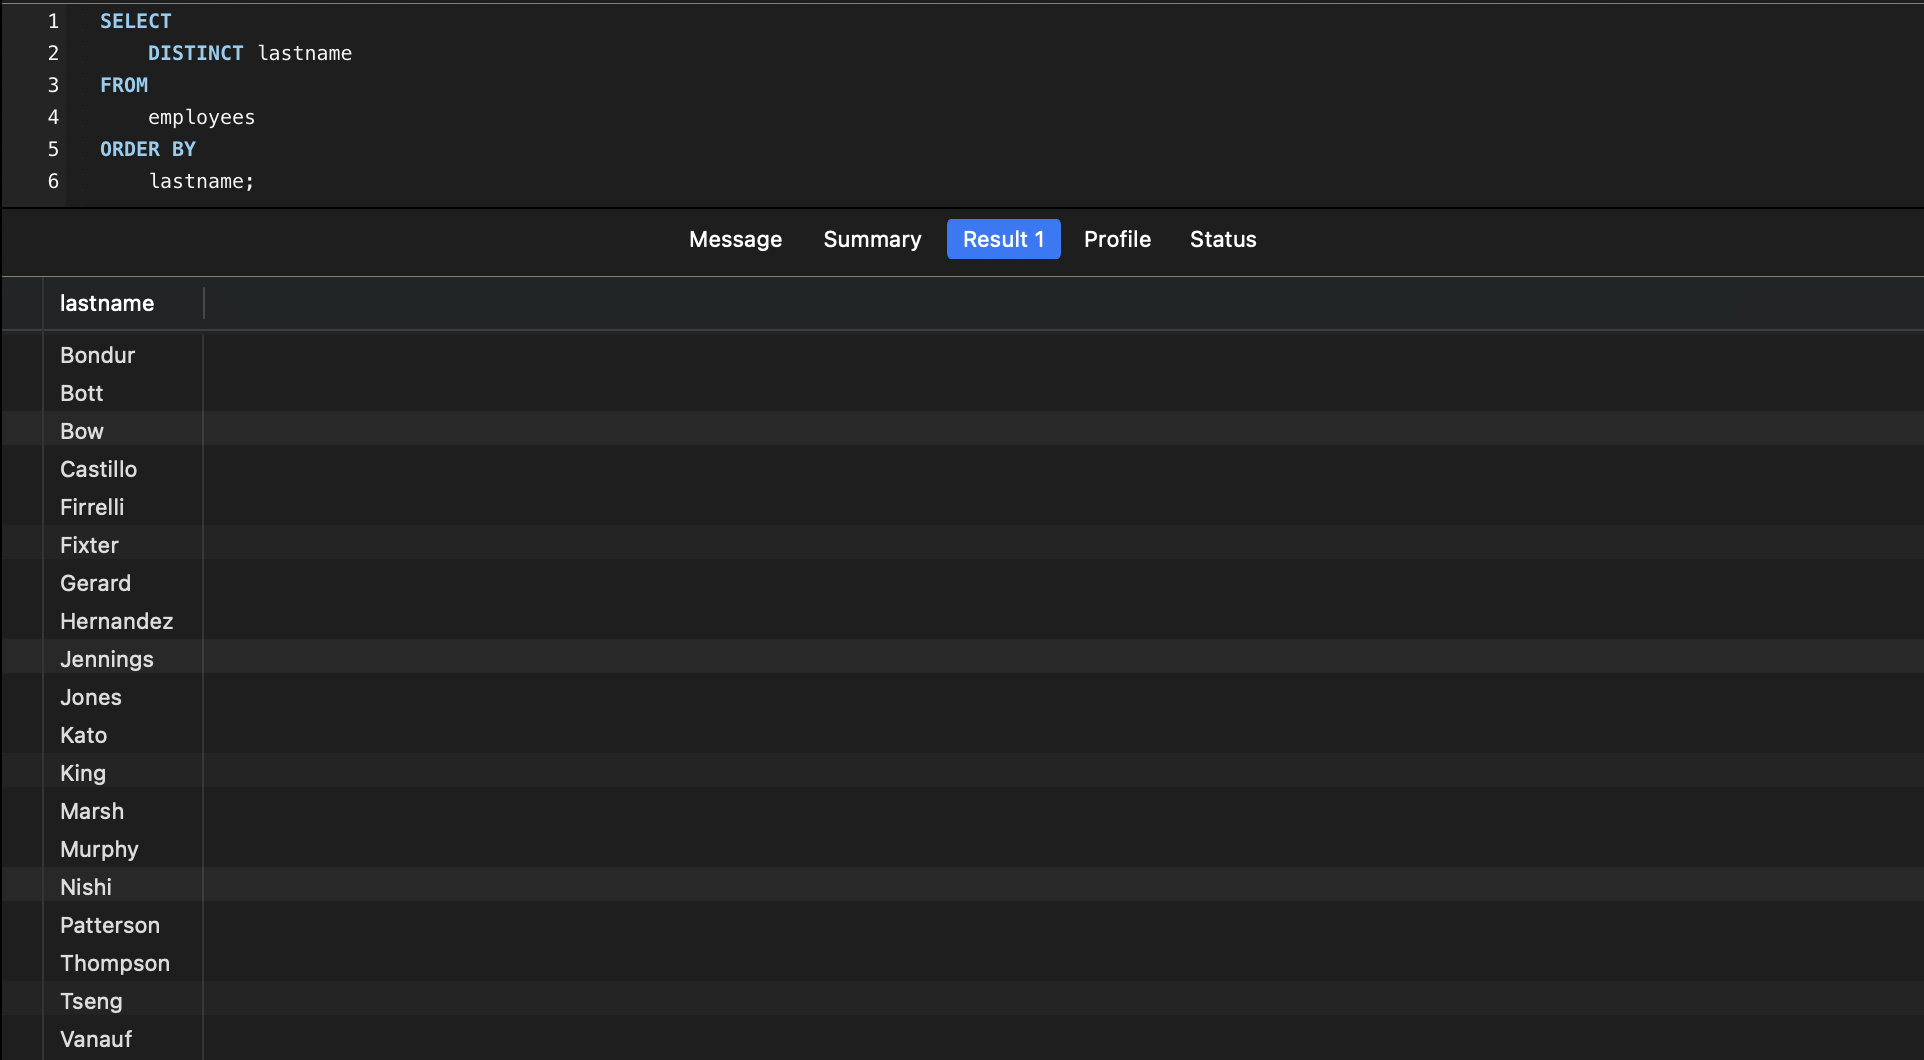 1 SELECT
2 DISTINCT lastname
3 FROM
4 employees
5 ORDER BY
6 lastname;
Message Summary Result 1 Profile Status
lastname
Bondur
Bott
Bow
Castillo
Firrelli
Fixter
Gerard
Hernandez
Jennings
Jones
Kato
King
Marsh
Murphy
Nishi
Patterson
Thompson
Tseng
Vanauf